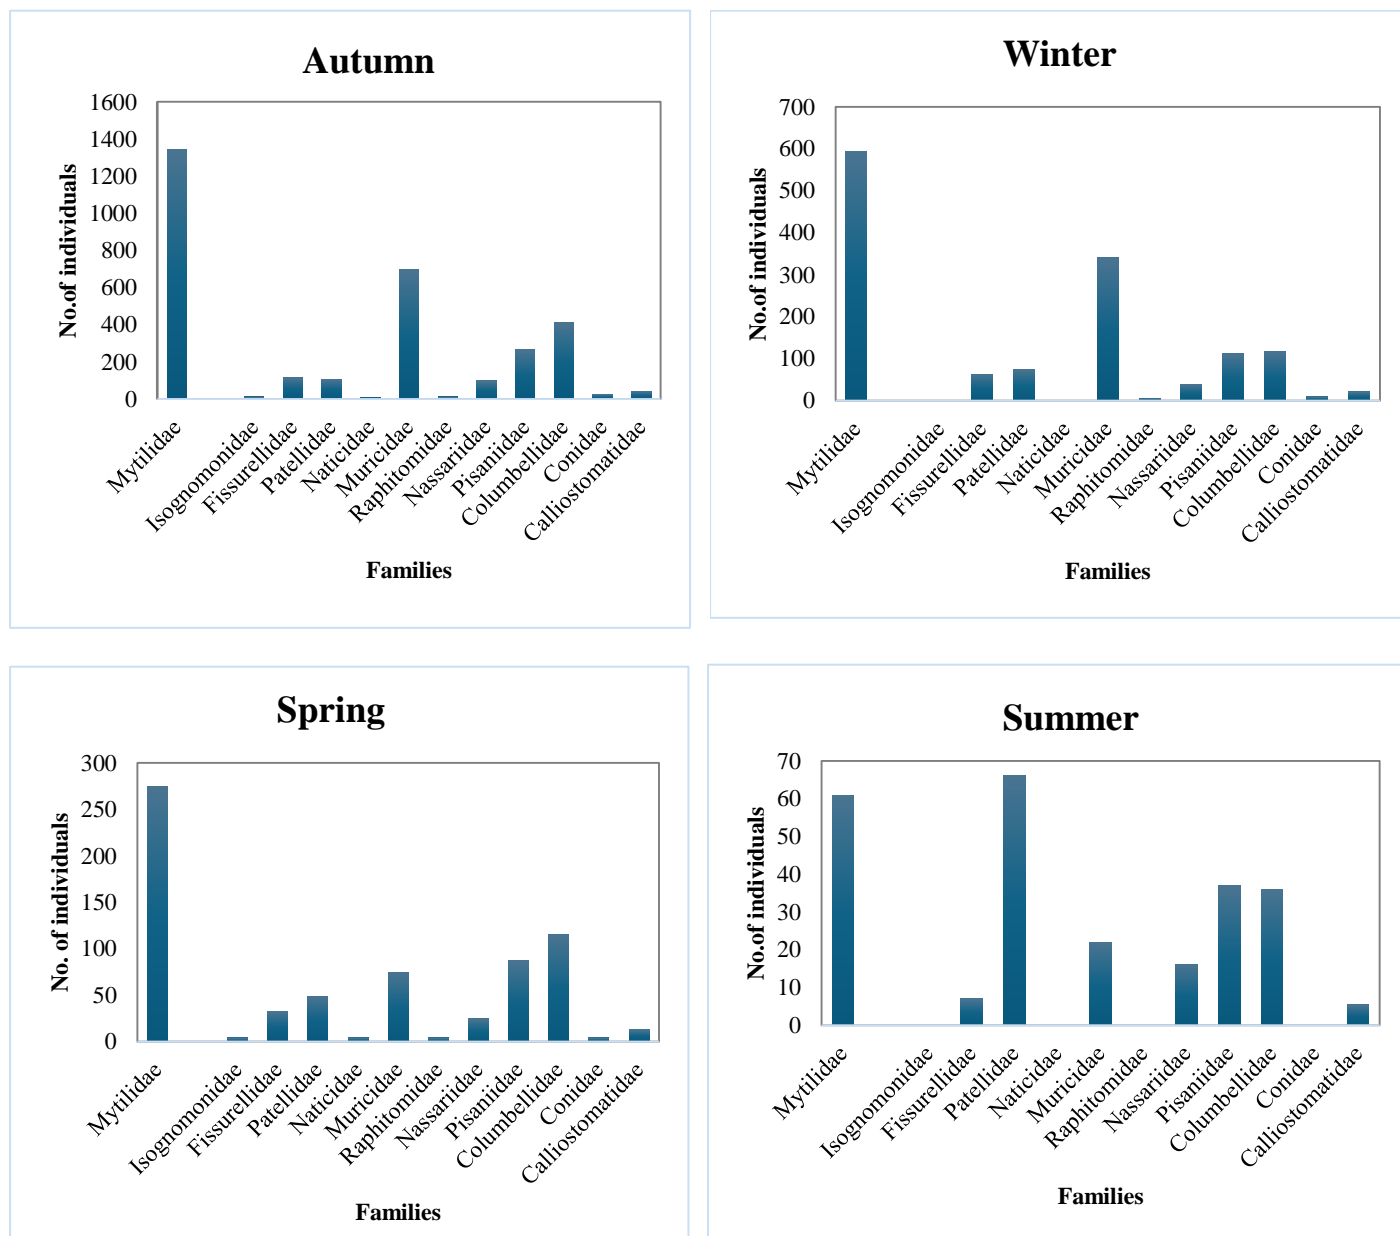 Autumn
1600
1400
1200
1000
800
600
400
200
0
No.of individuals
Mytilidae
Isognomonidae
Fissurellidae
Patellidae
Naticidae
Muricidae
Raphitomidae
Nassariidae
Pisaniidae
Columbellidae
Conidae
Calliostomatidae
Families
Winter
700
600
500
400
300
200
100
0
No.of individuals
Mytilidae
Isognomonidae
Fissurellidae
Patellidae
Naticidae
Muricidae
Raphitomidae
Nassariidae
Pisaniidae
Columbellidae
Conidae
Calliostomatidae
Families
Spring
300
250
200
150
100
50
0
No. of individuals
Mytilidae
Isognomonidae
Fissurellidae
Patellidae
Naticidae
Muricidae
Raphitomidae
Nassariidae
Pisaniidae
Columbellidae
Conidae
Calliostomatidae
Families
Summer
70
60
50
40
30
20
10
0
No.of individuals
Mytilidae
Isognomonidae
Fissurellidae
Patellidae
Naticidae
Muricidae
Raphitomidae
Nassariidae
Pisaniidae
Columbellidae
Conidae
Calliostomatidae
Families